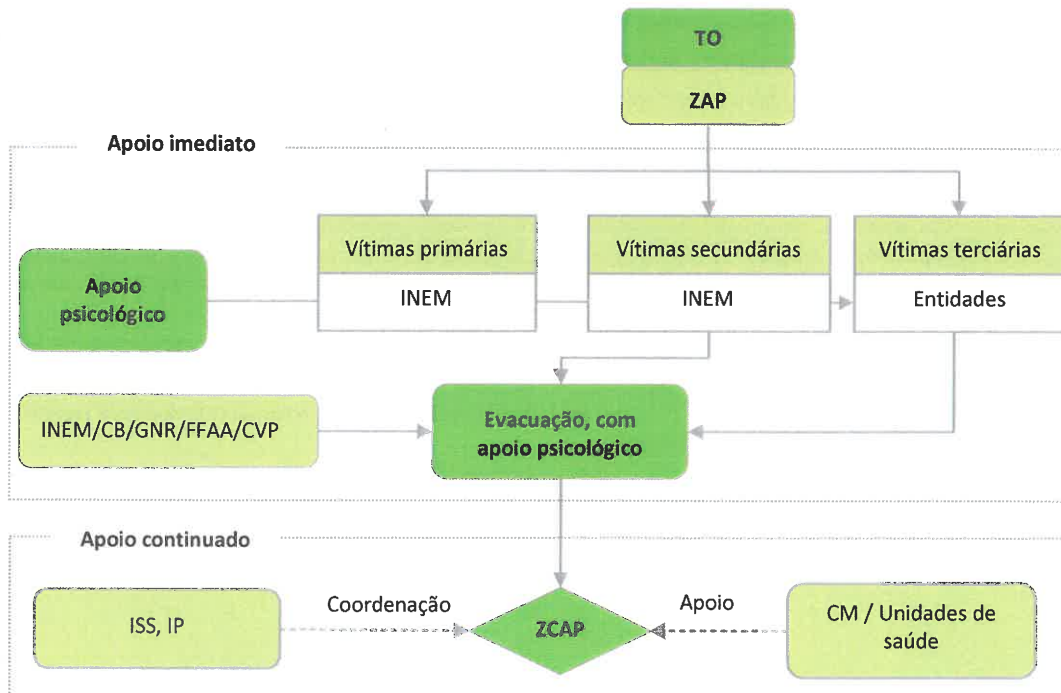 TO
ZAP
Apoio imediato
Vítimas primárias
INEM
Vítimas secundárias
INEM
Vítimas terciárias
Entidades
Apoio
psicológico
INEM/CB/GNR/FFAA/CVP
Evacuação, com
apoio psicológico
Apoio continuado
ISS, IP
Coordenação
ZCAP
Apoio
CM / Unidades de
saúde